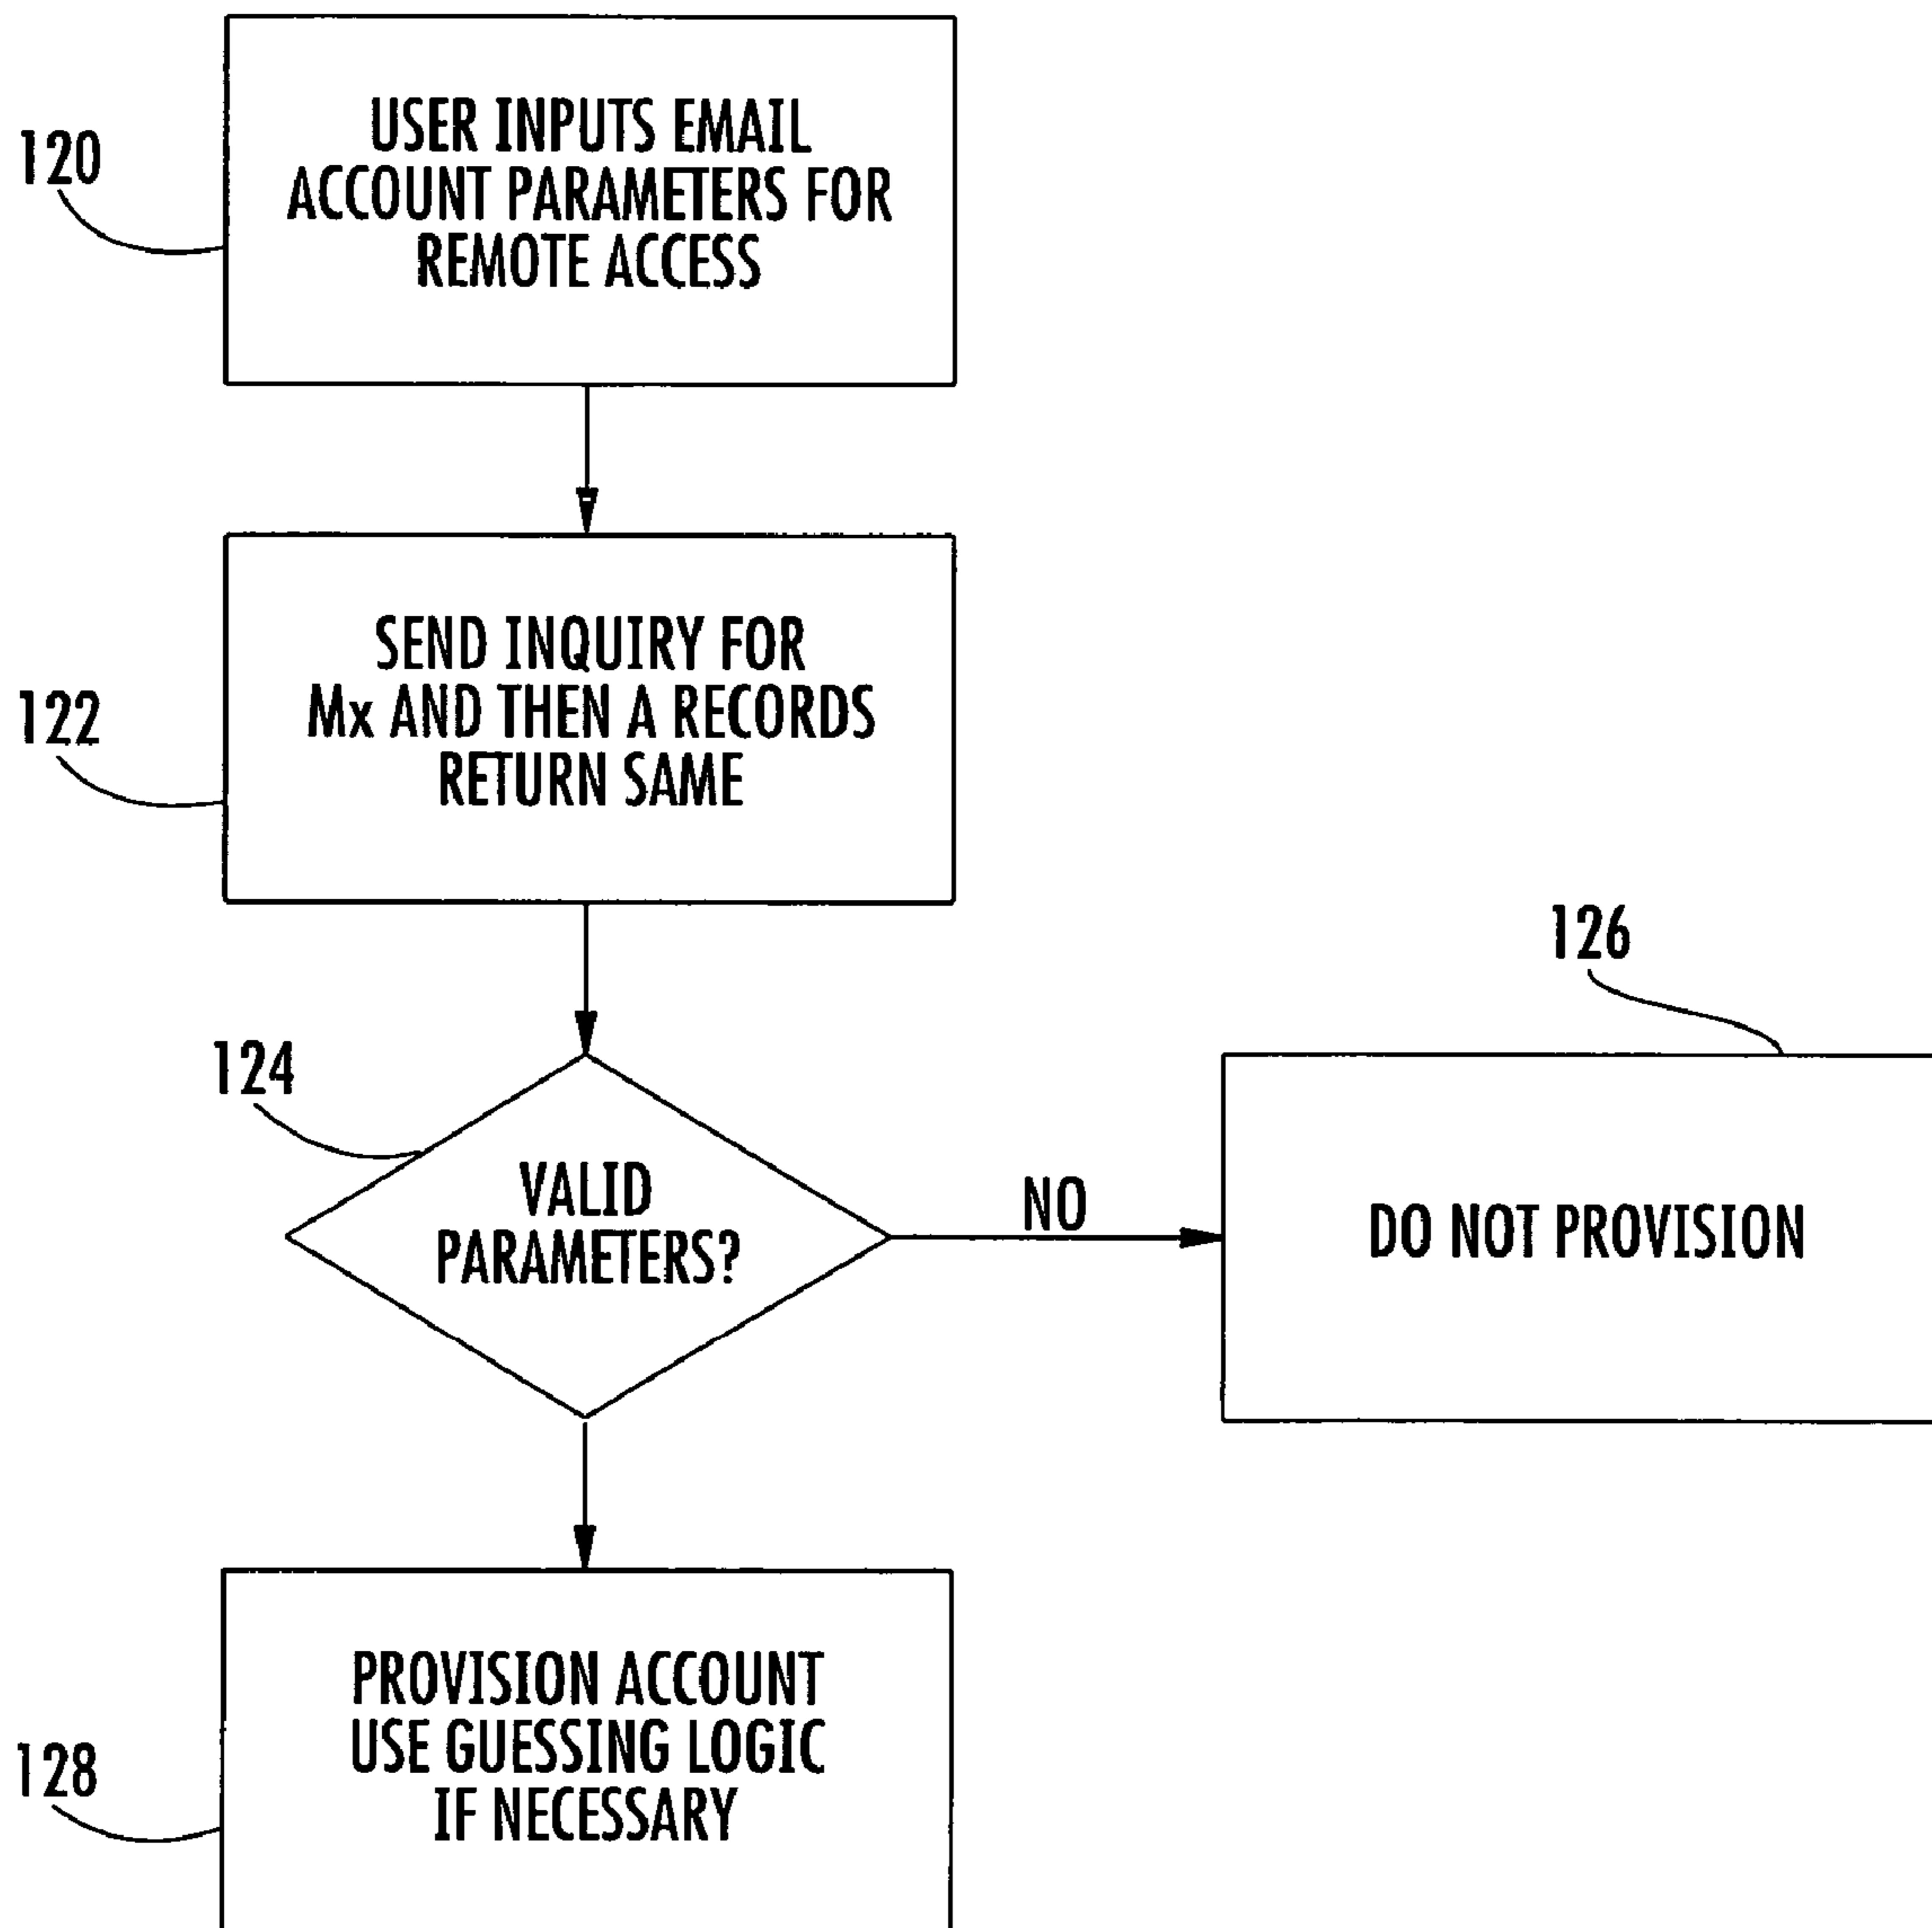 120
USER INPUTS EMAIL
ACCOUNT PARAMETERS FOR
REMOTE ACCESS
122
SEND INQUIRY FOR
Mx AND THEN A RECORDS
RETURN SAME
124
VALID
PARAMETERS?
NO
126
DO NOT PROVISION
128
PROVISION ACCOUNT
USE GUESSING LOGIC
IF NECESSARY